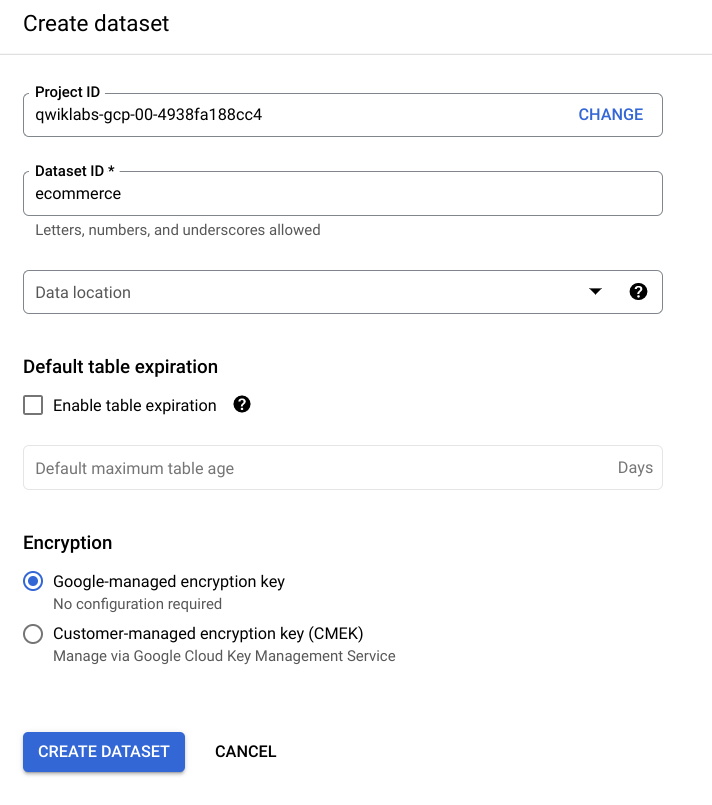 Create dataset
Project ID
qwiklabs-gcp-00-4938fa188cc4 CHANGE
Dataset ID *
ecommerce
Letters, numbers, and underscores allowed
Data location
Default table expiration
Enable table expiration
Default maximum table age Days
Encryption
Google-managed encryption key
No configuration required
Customer-managed encryption key (CMEK)
Manage via Google Cloud Key Management Service
CREATE DATASET CANCEL